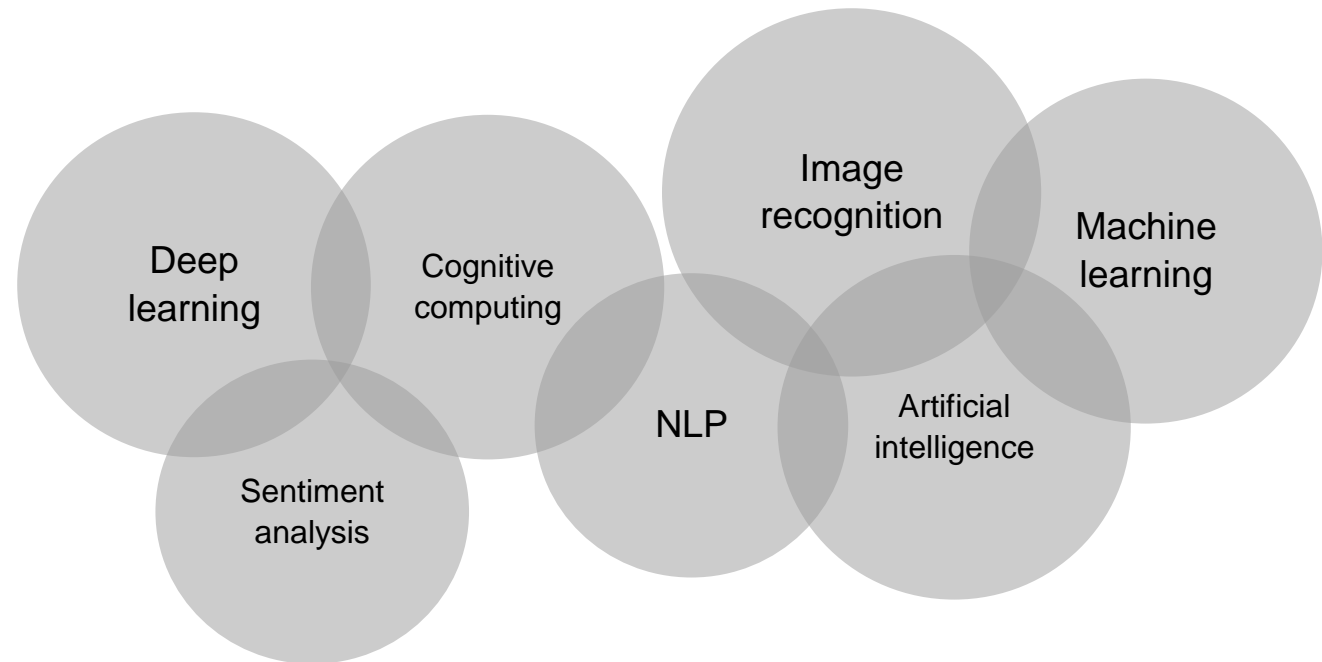 Deep
learning
Cognitive
computing
Image
recognition
Machine
learning
Sentiment
analysis
NLP
Artificial
intelligence